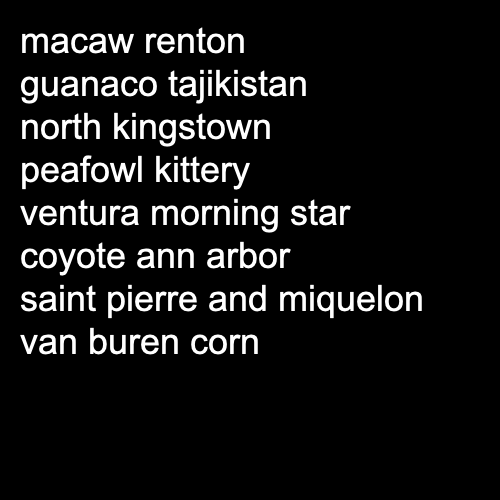 macaw renton
guanaco tajikistan
north kingstown
peafowl kittery
ventura morning star
coyote ann arbor
saint pierre and miquelon
van buren corn